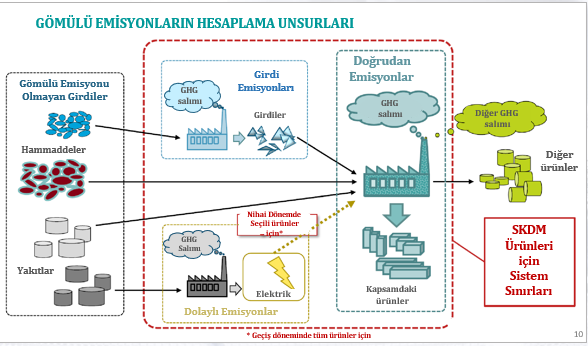 GÖMÜLÜ EMİSYONLARIN HESAPLAMA UNSURLARI
Gömülü Emisyonu
Olmayan Girdiler
Hammaddeler
Yakıtlar
GHG
salımı
Girdi
Emisyonları
Girdiler
Nihai Dönemde
Seçili ürünler
için*
GHG
Salımı
Elektrik
Dolaylı Emisyonlar
Doğrudan
Emisyonlar
GHG
salımı
Kapsamdaki
ürünler
Diğer GHG
salımı
Diğer
ürünler
SKDM
Ürünleri
için
Sistem
Sınırları
* Geçiş döneminde tüm ürünler için
10